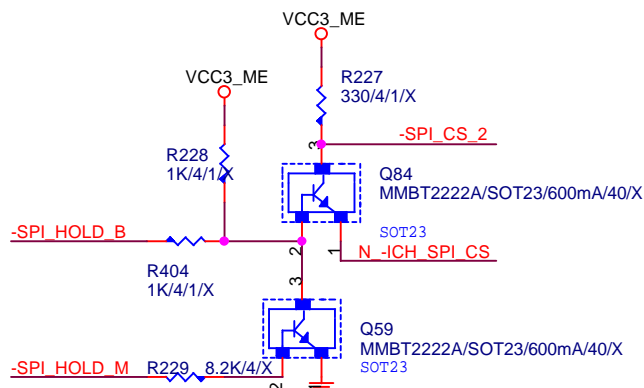 VCC3_ME
VCC3_ME
R227
330/4/1/X
3
-SPI_CS_2
R228
1K/4/1/X
Q84
MMBT2222A/SOT23/600mA/40/X
SOT23
-SPI_HOLD_B
2
1
N_-ICH_SPI_CS
R404
1K/4/1/X
3
Q59
MMBT2222A/SOT23/600mA/40/X
SOT23
-SPI_HOLD_M
R229 8.2K/4/X
2